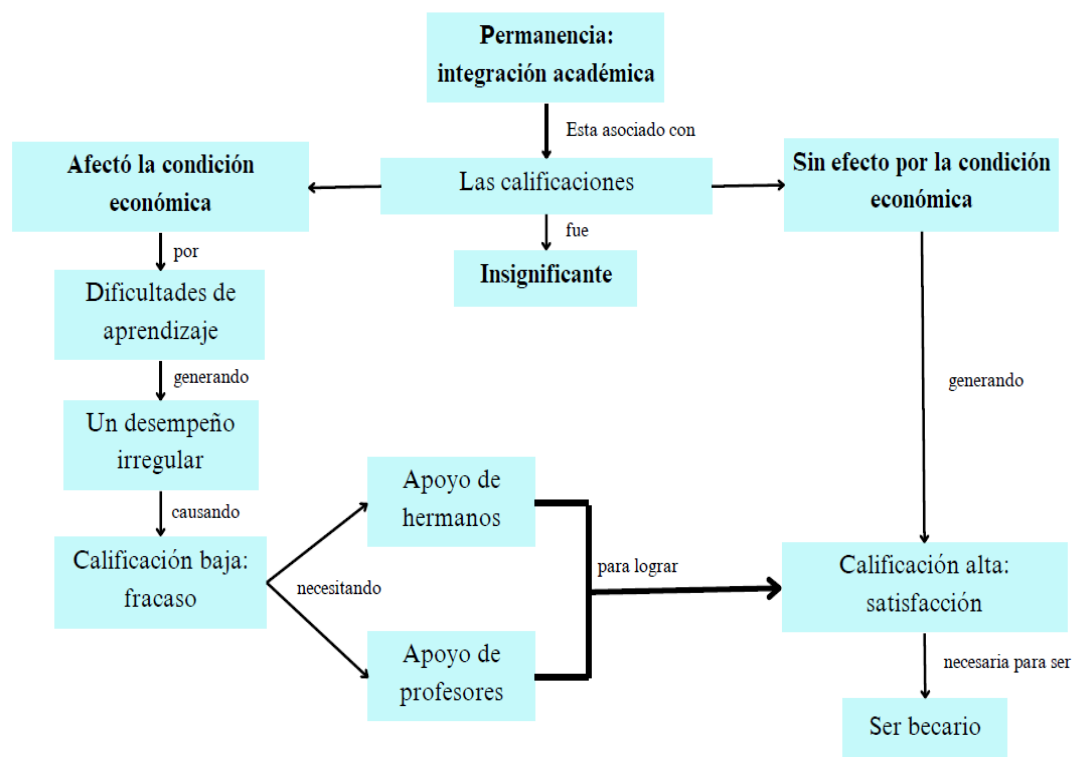 Permanencia:
integración académica
Esta asociado con
Afectó la condición
económica
Las calificaciones
Sin efecto por la condición
económica
por
fue
Insignificante
Dificultades de
aprendizaje
generando
generando
Un desempeño
irregular
causando
Apoyo de
hermanos
Calificación baja:
fracaso
necesitando
para lograr
Calificación alta:
satisfacción
Apoyo de
profesores
necesaria para ser
Ser becario